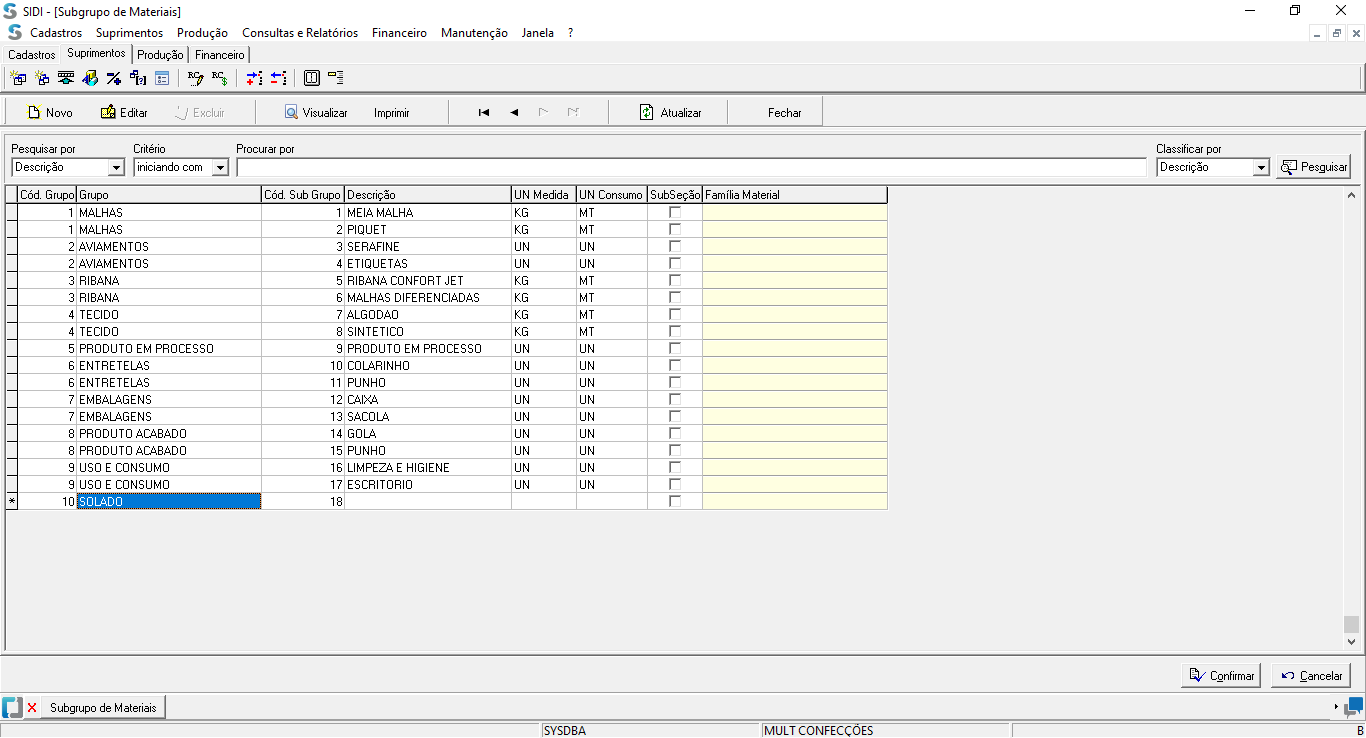 SIDI - [Subgrupo de Materiais]
Cadastros Suprimentos Produção Consultas e Relatórios Financeiro Manutenção Janela ?
Cadastros Suprimentos Produção Financeiro
Novo Editar Excluir Visualizar Imprimir Atualizar Fechar
Pesquisar por Critério Procurar por Classificar por
Descrição iniciando com Descrição Pesquisar
Cód. Grupo Grupo Cód. Sub Grupo Descrição UN Medida UN Consumo SubSeção Família Material
1 MALHAS 1 MEIA MALHA KG MT
1 MALHAS 2 PIQUET KG MT
2 AVIAMENTOS 3 SERAFINE UN UN
2 AVIAMENTOS 4 ETIQUETAS UN UN
3 RIBANA 5 RIBANA CONFORT JET KG MT
3 RIBANA 6 MALHAS DIFERENCIADAS KG MT
4 TECIDO 7 ALGODAO KG MT
4 TECIDO 8 SINTETICO KG MT
5 PRODUTO EM PROCESSO 9 PRODUTO EM PROCESSO UN UN
6 ENTRETELAS 10 COLARINHO UN UN
6 ENTRETELAS 11 PUNHO UN UN
7 EMBALAGENS 12 CAIXA UN UN
7 EMBALAGENS 13 SACOLA UN UN
8 PRODUTO ACABADO 14 GOLA UN UN
8 PRODUTO ACABADO 15 PUNHO UN UN
9 USO E CONSUMO 16 LIMPEZA E HIGIENE UN UN
9 USO E CONSUMO 17 ESCRITORIO UN UN
* 10 SOLADO 18
Confirmar Cancelar
Subgrupo de Materiais
SYSDBA MULT CONFECÇÕES B